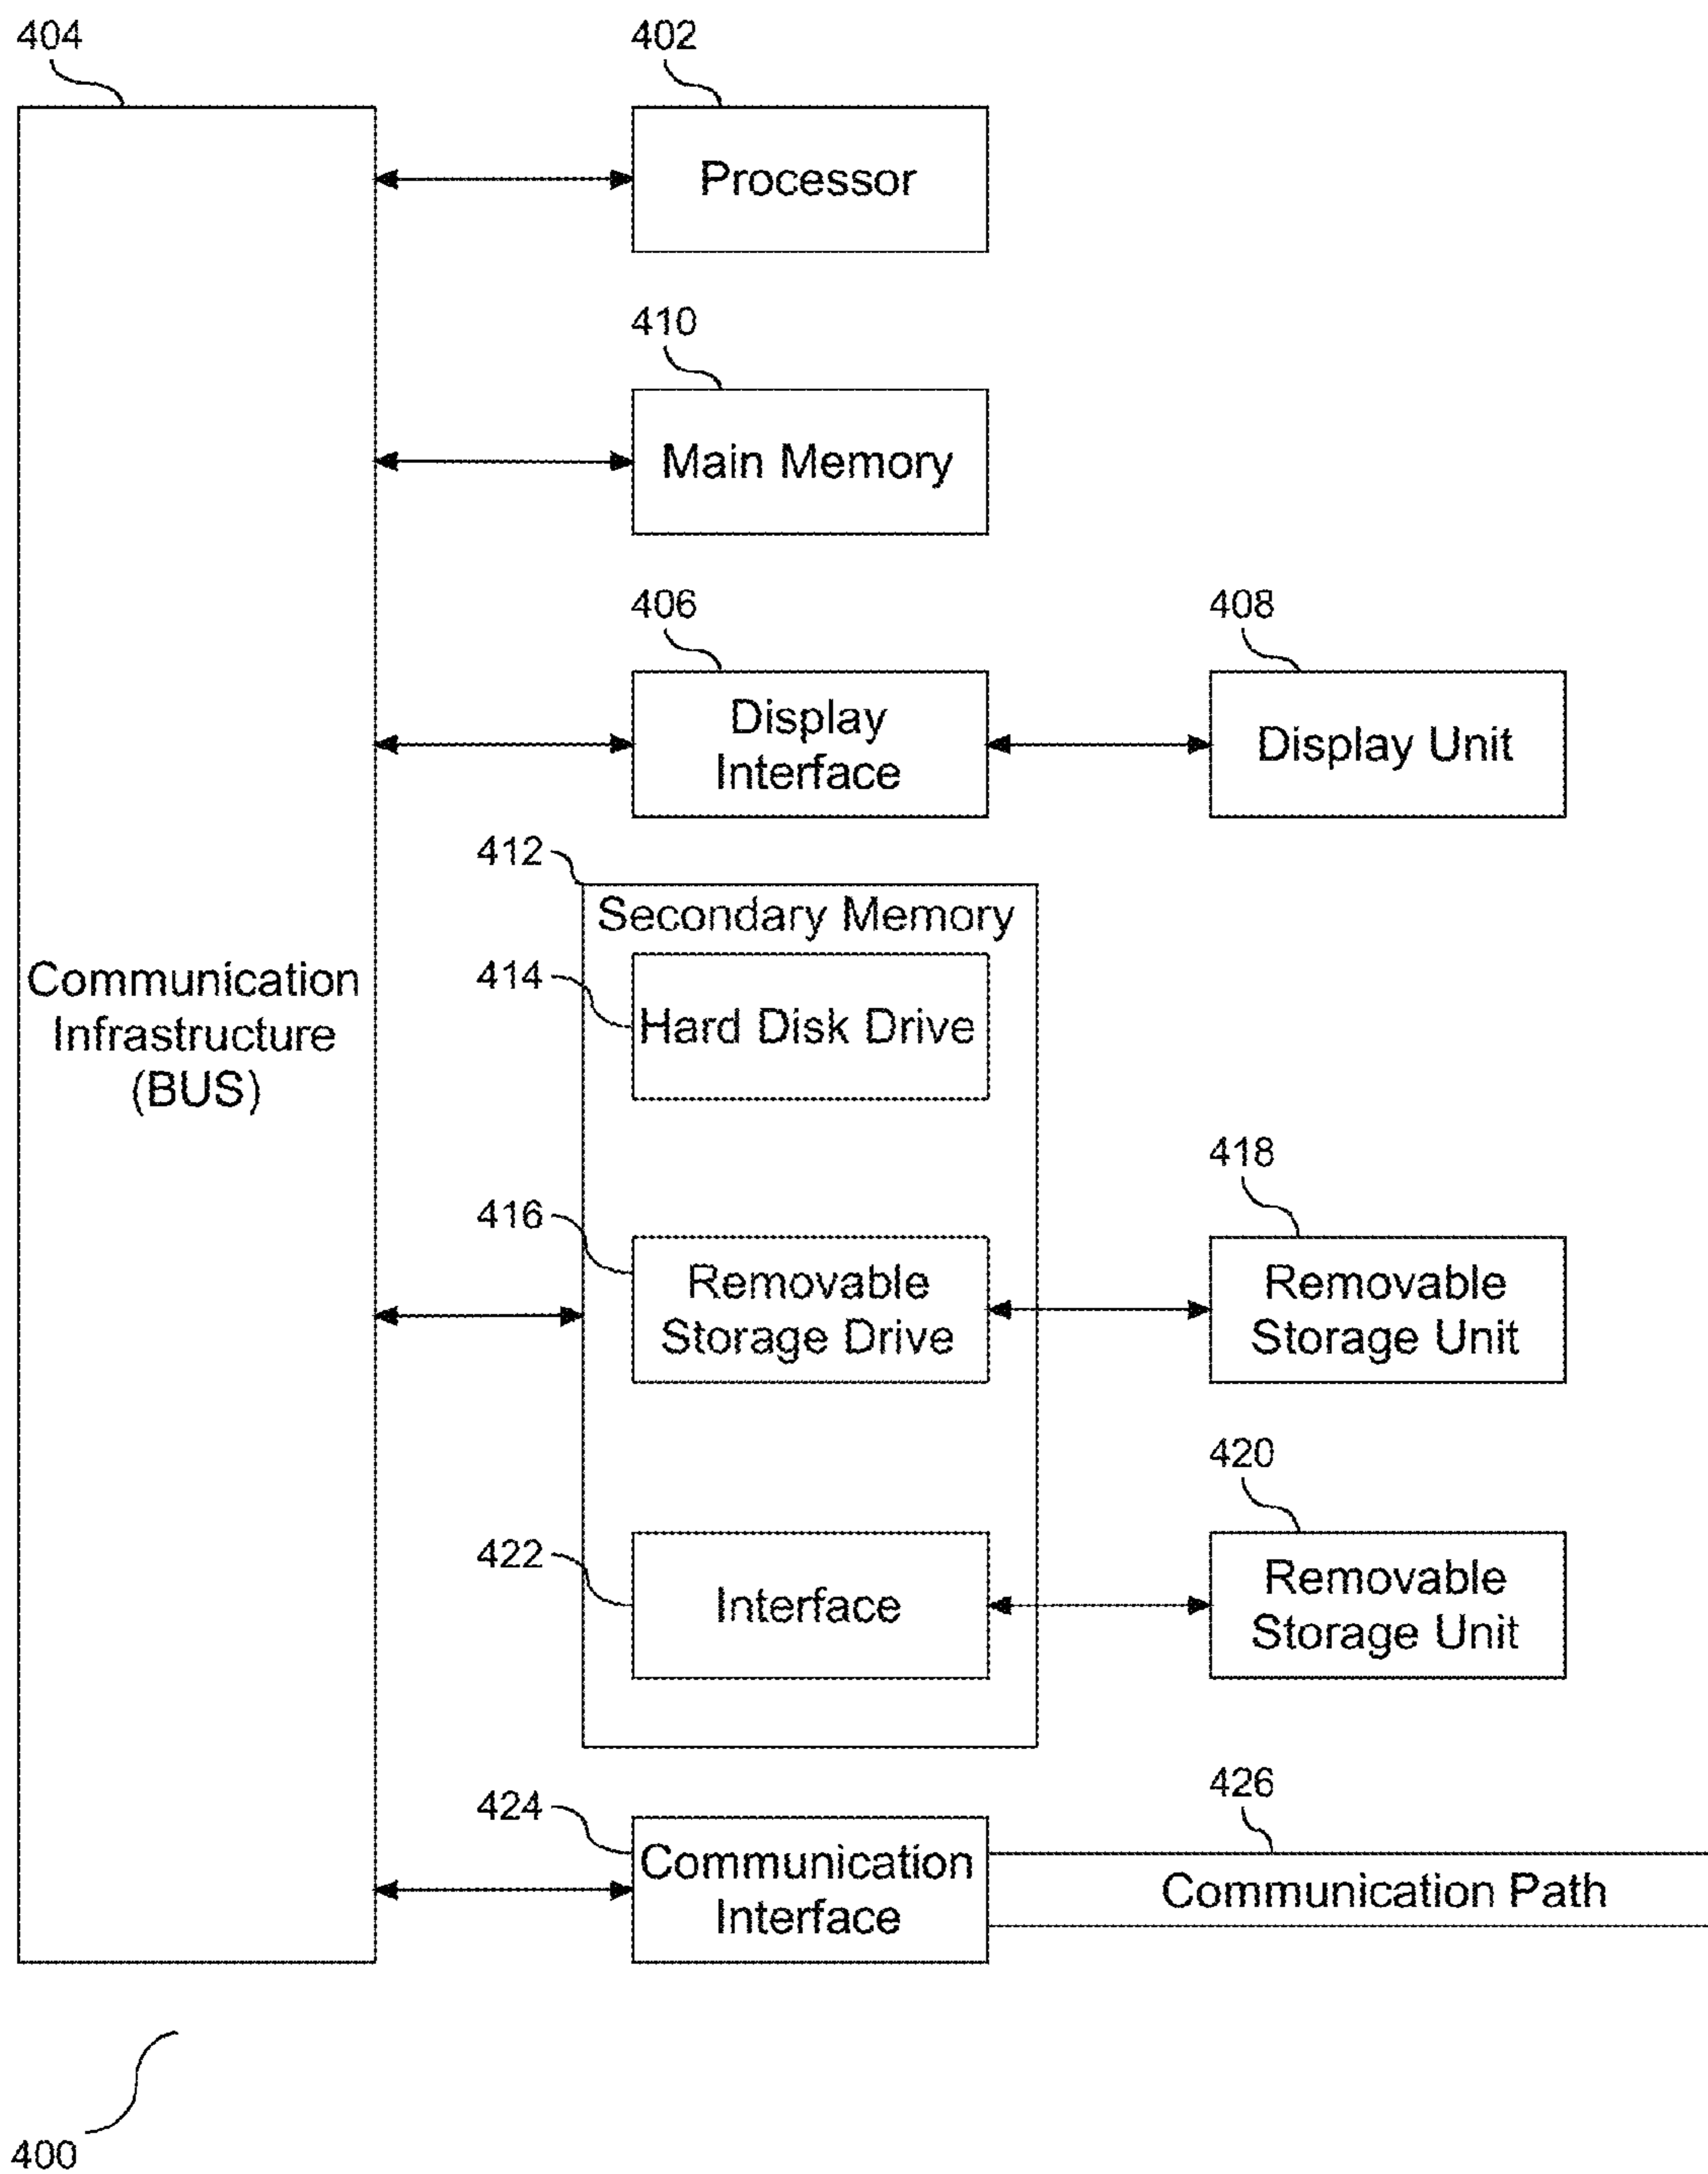 404
402
Processor
410
Main Memory
406
408
Display
Interface
Display Unit
412
Secondary Memory
414
Hard Disk Drive
Communication
Infrastructure
(BUS)
416
418
Removable
Storage Drive
Removable
Storage Unit
420
422
Interface
Removable
Storage Unit
424
426
Communication
Interface
Communication Path
400